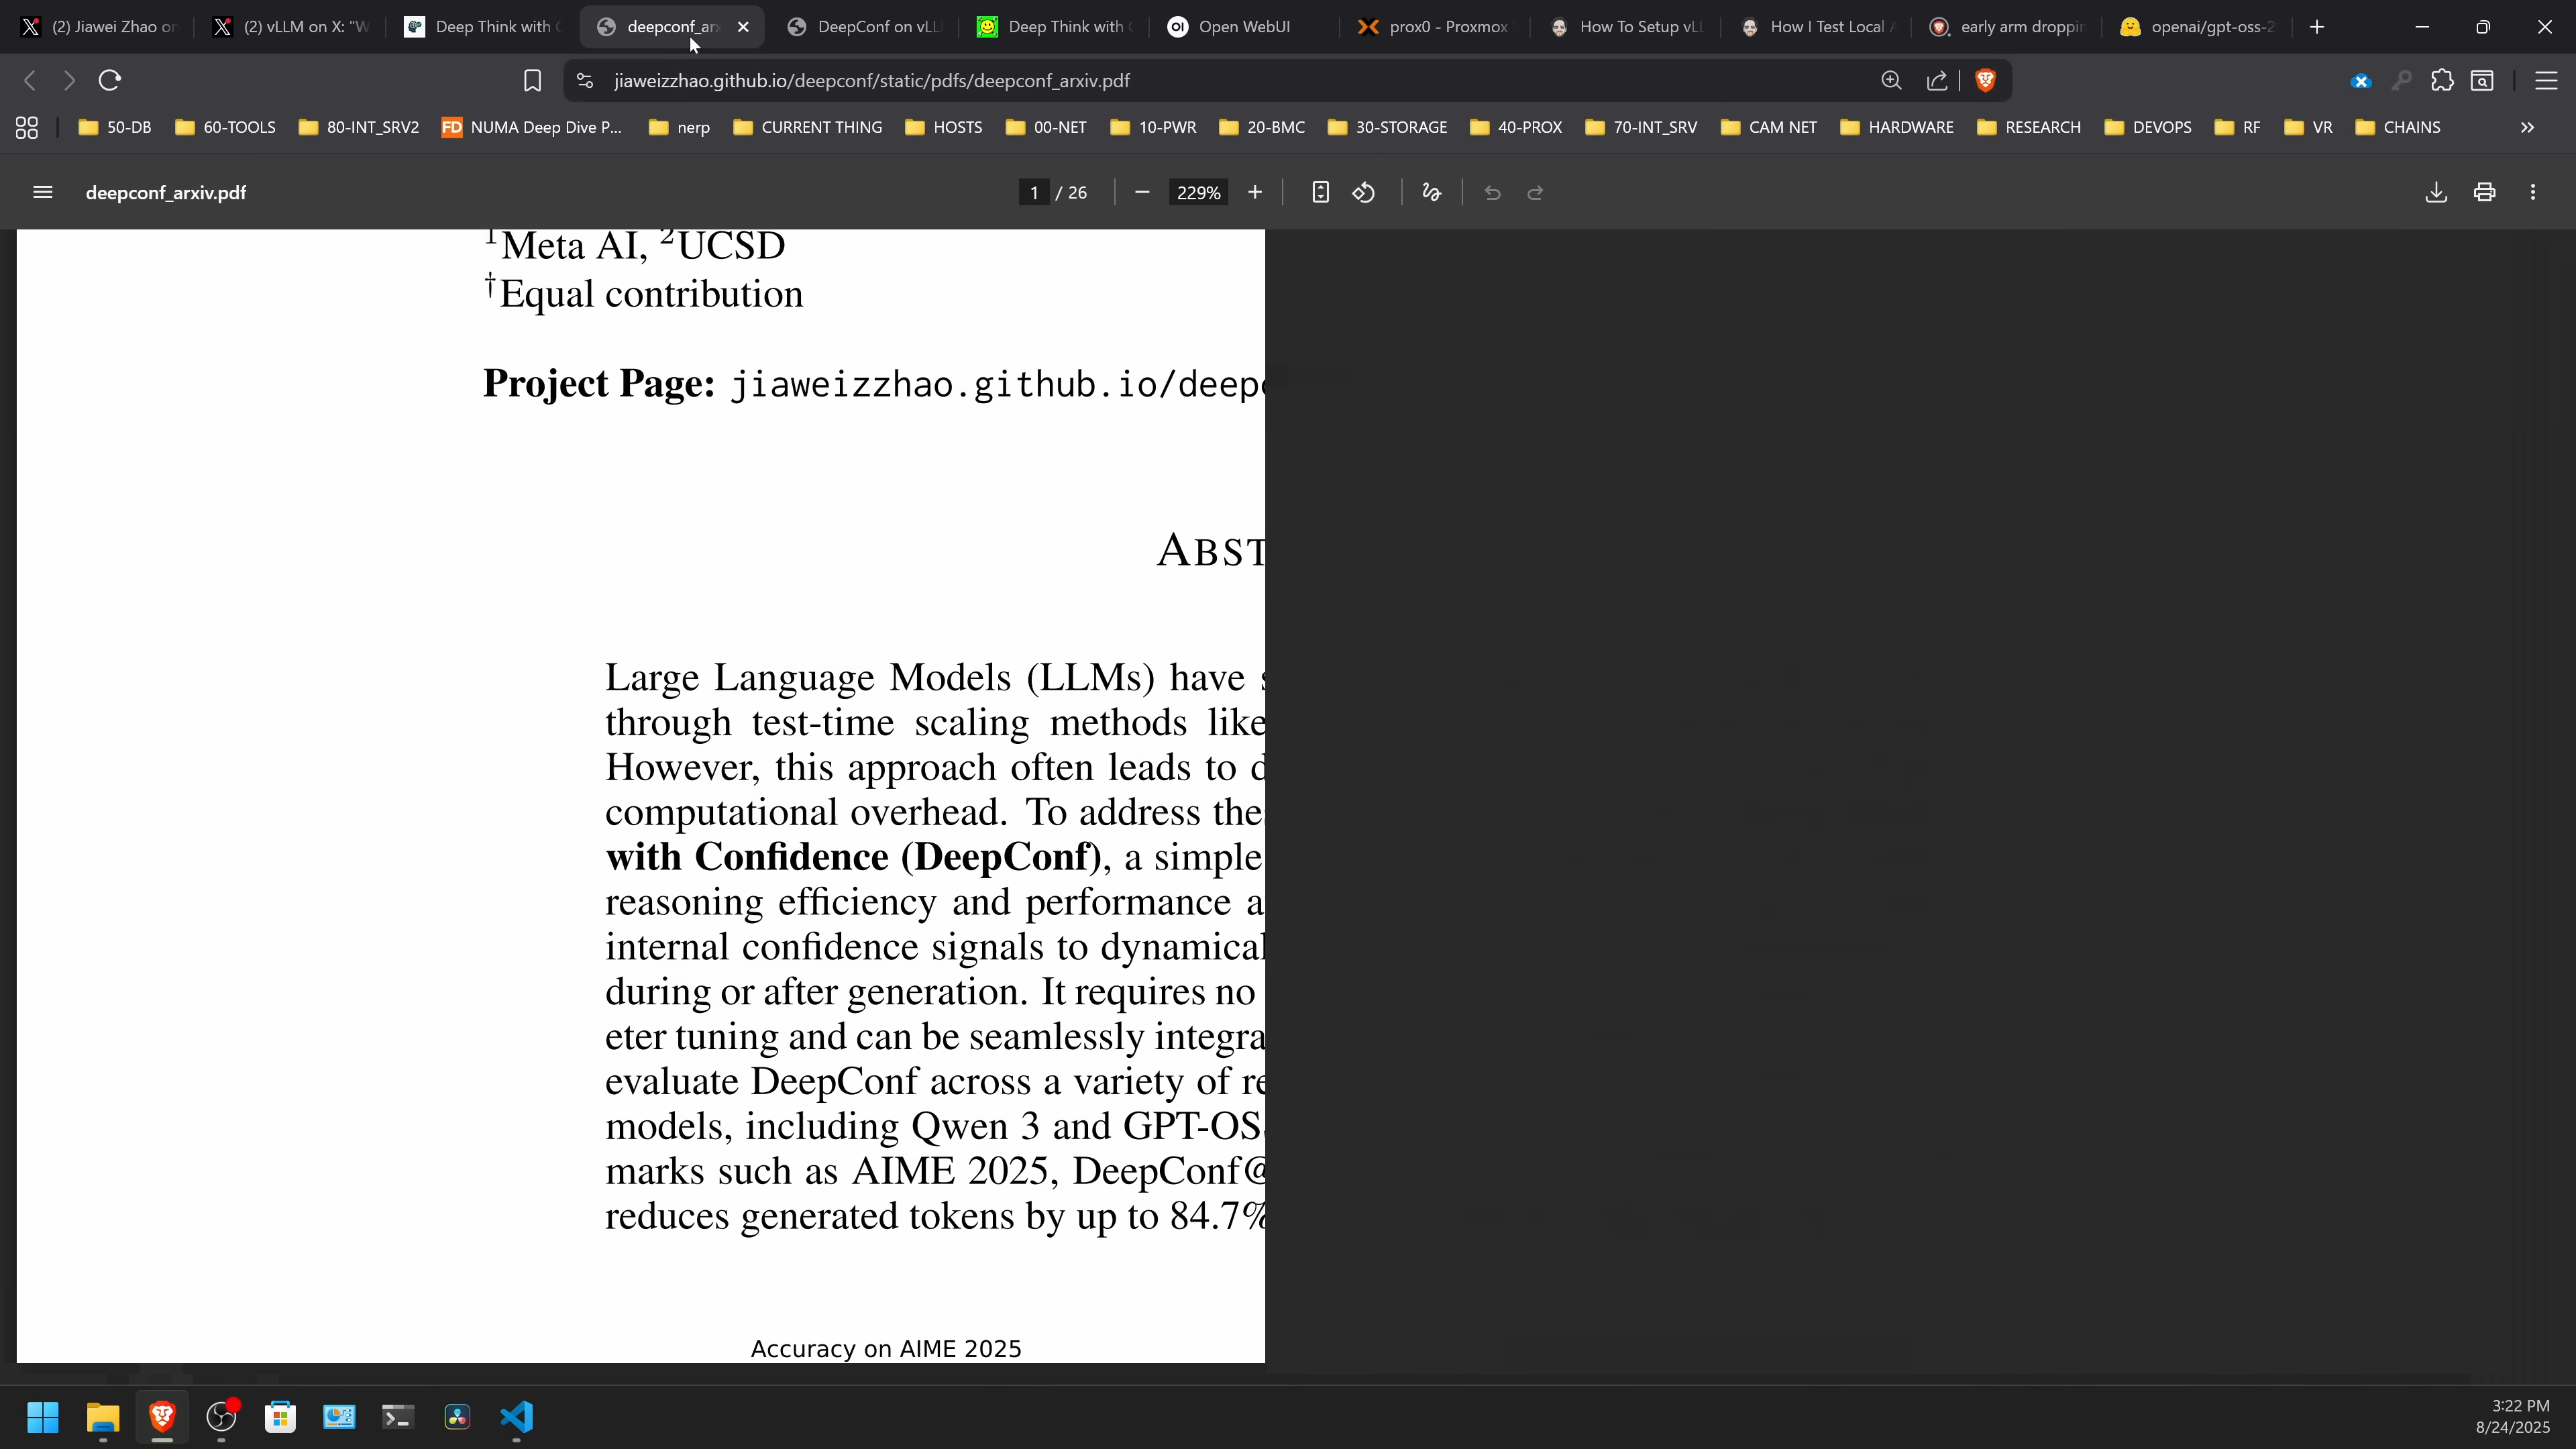 (2) Jiawei Zhao on
(2) vLLM on X: "W
Deep Think with
deepconf_ar
DeepConf on vLL
Deep Think with
OI Open WebUI
prox0 - Proxmox
How To Setup vLL
How I Test Local
early arm droppin
openai/gpt-oss-2
jiaweizzhao.github.io/deepconf/static/pdfs/deepconf_arxiv.pdf
50-DB
60-TOOLS
80-INT_SRV2
FD NUMA Deep Dive P...
nerp
CURRENT THING
HOSTS
00-NET
10-PWR
20-BMC
30-STORAGE
40-PROX
70-INT_SRV
CAM NET
HARDWARE
RESEARCH
DEVOPS
RF
VR
CHAINS
deepconf_arxiv.pdf
1 / 26
229%
1Meta AI, 2UCSD
†Equal contribution
Project Page: jiaweizzhao.github.io/deep
ABST
Large Language Models (LLMs) have
through test-time scaling methods like
However, this approach often leads to d
computational overhead. To address the
with Confidence (DeepConf), a simple
reasoning efficiency and performance a
internal confidence signals to dynamical
during or after generation. It requires no
eter tuning and can be seamlessly integra
evaluate DeepConf across a variety of re
models, including Qwen 3 and GPT-OS
marks such as AIME 2025, DeepConf@
reduces generated tokens by up to 84.7%
Accuracy on AIME 2025
3:22 PM
8/24/2025